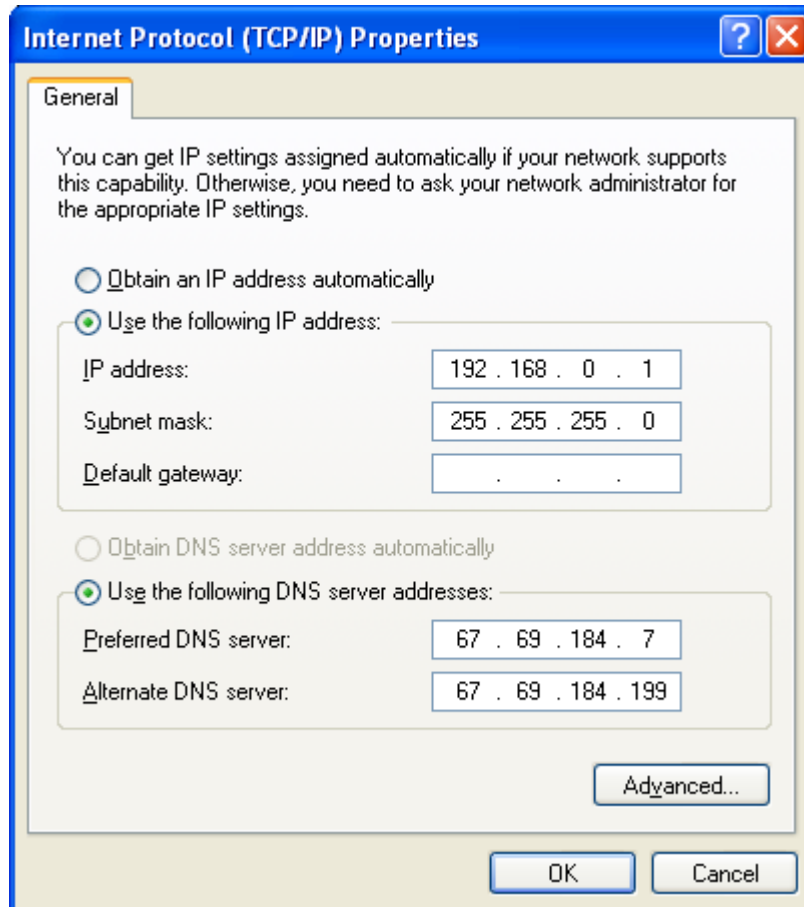 Internet Protocol (TCP/IP) Properties
General
You can get IP settings assigned automatically if your network supports
this capability. Otherwise, you need to ask your network administrator for
the appropriate IP settings.
Obtain an IP address automatically
Use the following IP address:
IP address: 192 . 168 . 0 . 1
Subnet mask: 255 . 255 . 255 . 0
Default gateway: . . .
Obtain DNS server address automatically
Use the following DNS server addresses:
Preferred DNS server: 67 . 69 . 184 . 7
Alternate DNS server: 67 . 69 . 184 . 199
Advanced...
OK Cancel